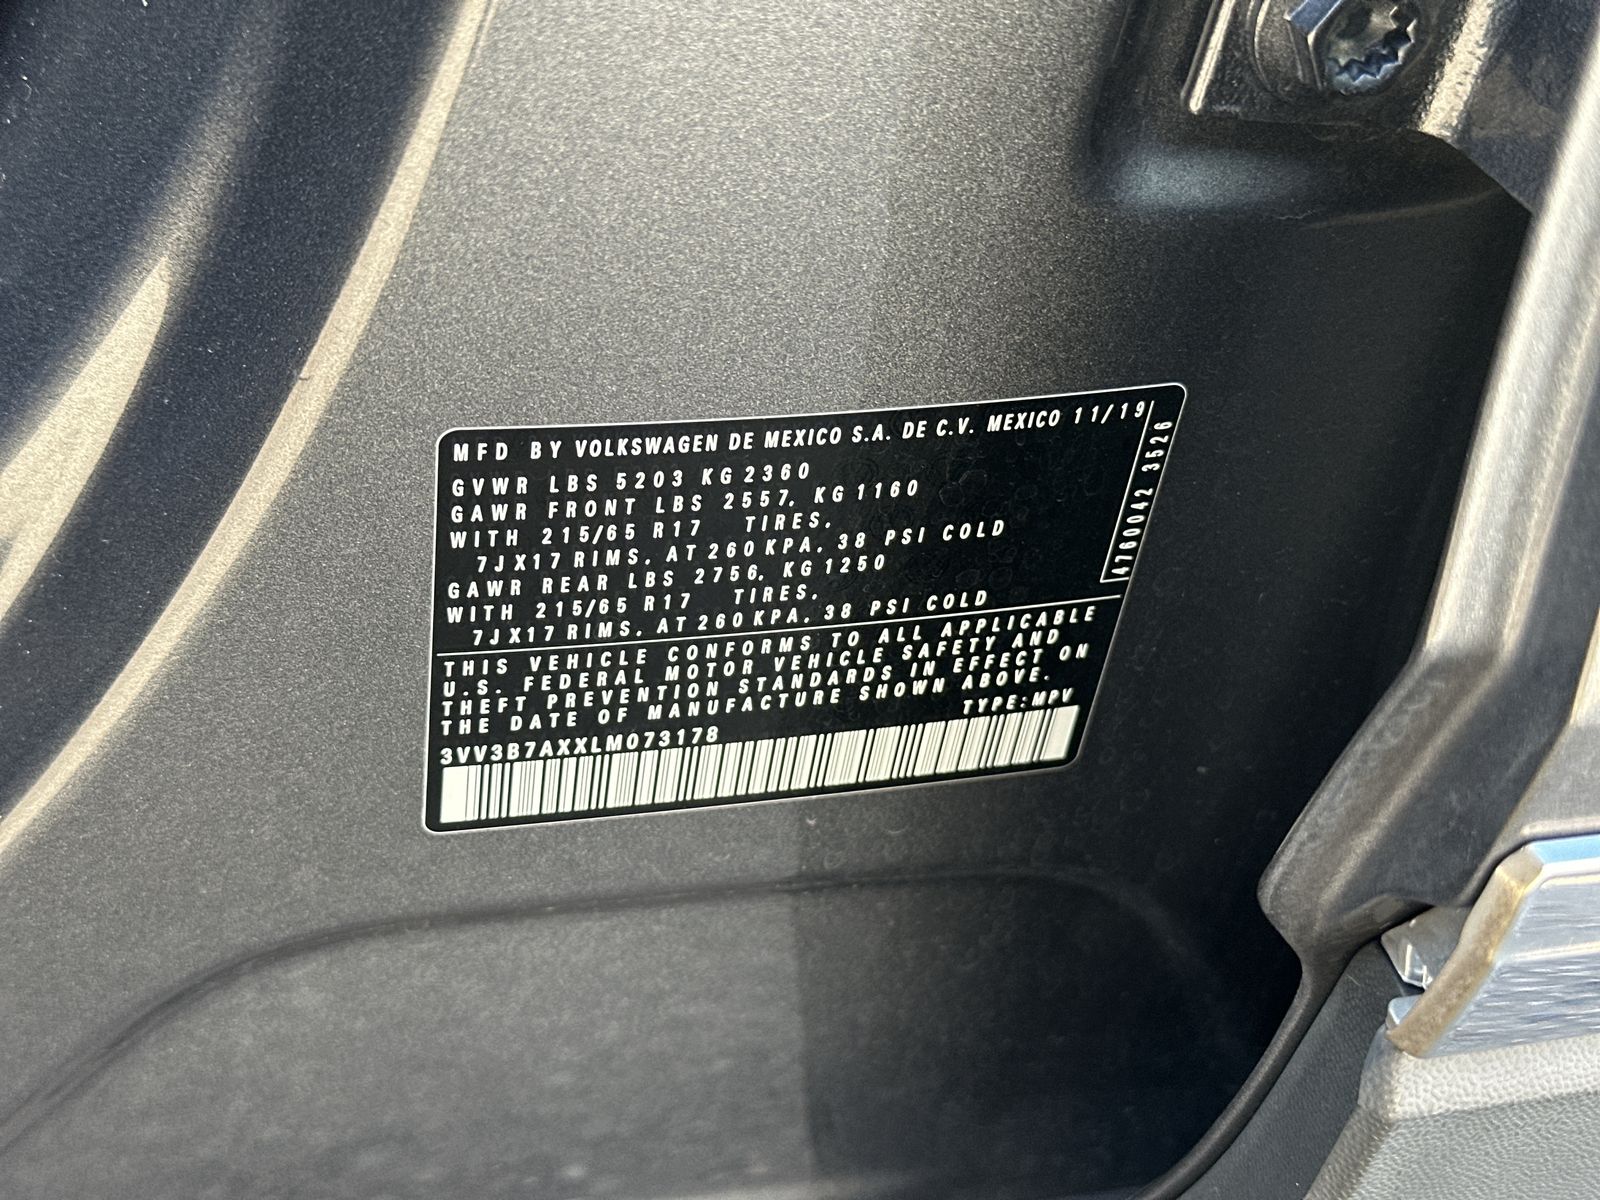 MFD BY VOLKSWAGEN DE MEXICO S.A. DE C.V. MEXICO 11/19
GVWR LBS 5203 KG 2360
GAWR FRONT LBS 2557, KG 1160
WITH 215/65 R17 TIRES,
7JX17 RIMS, AT 260 KPA, 38 PSI COLD
GAWR REAR LBS 2756, KG 1250
WITH 215/65 R17 TIRES,
7JX17 RIMS, AT 260 KPA, 38 PSI COLD
4760042 3526
THIS VEHICLE CONFORMS TO ALL APPLICABLE
U.S. FEDERAL MOTOR VEHICLE SAFETY AND
THEFT PREVENTION STANDARDS IN EFFECT ON
THE DATE OF MANUFACTURE SHOWN ABOVE.
3VV3B7AXXLM073178 TYPE:MPV